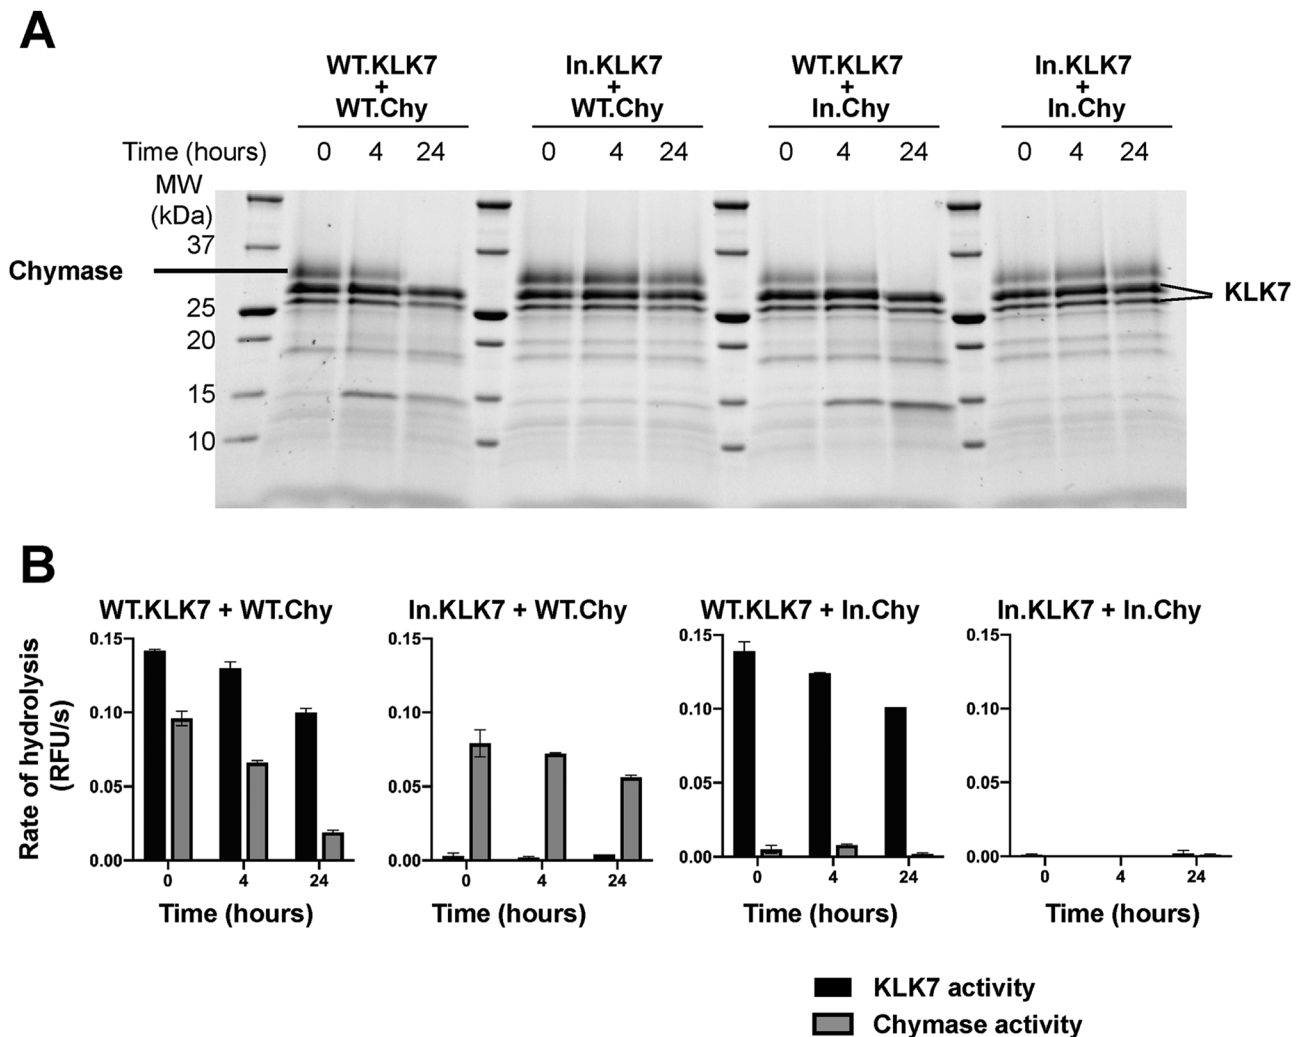 A
WT.KLK7 In.KLK7 WT.KLK7 In.KLK7
+ + + +
WT.Chy WT.Chy In.Chy In.Chy
Time (hours) 0 4 24 0 4 24 0 4 24 0 4 24
MW
(kDa)
37
Chymase
KLK7
25
20
15
10
B
WT.KLK7 + WT.Chy In.KLK7 + WT.Chy WT.KLK7 + In.Chy In.KLK7 + In.Chy
Rate of hydrolysis
(RFU/s)
0.15 0.15 0.15 0.15
0.10 0.10 0.10 0.10
0.05 0.05 0.05 0.05
0.00 0.00 0.00 0.00
0 4 24 0 4 24 0 4 24 0 4 24
Time (hours) Time (hours) Time (hours) Time (hours)
KLK7 activity
Chymase activity